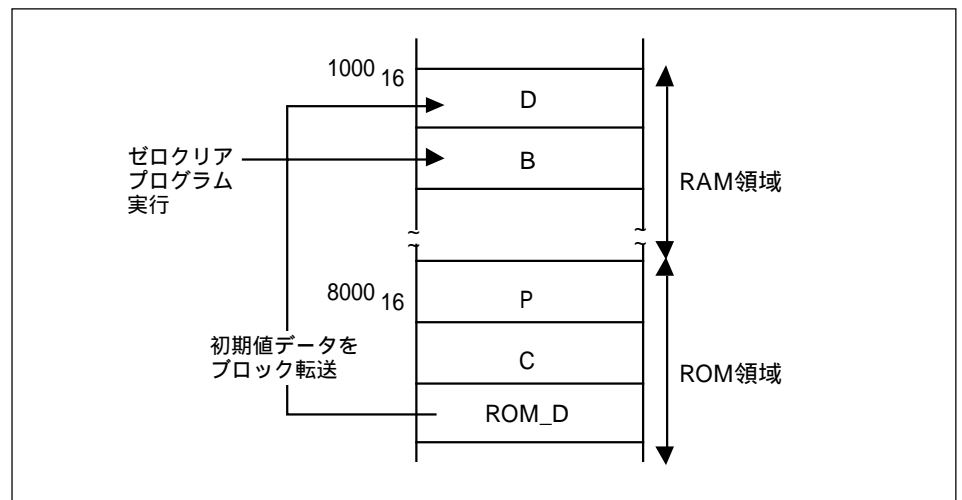 1000 16
D
ゼロクリア
プログラム
実行
B
RAM領域
8000 16
P
初期値データを
ブロック転送
C
ROM領域
ROM_D